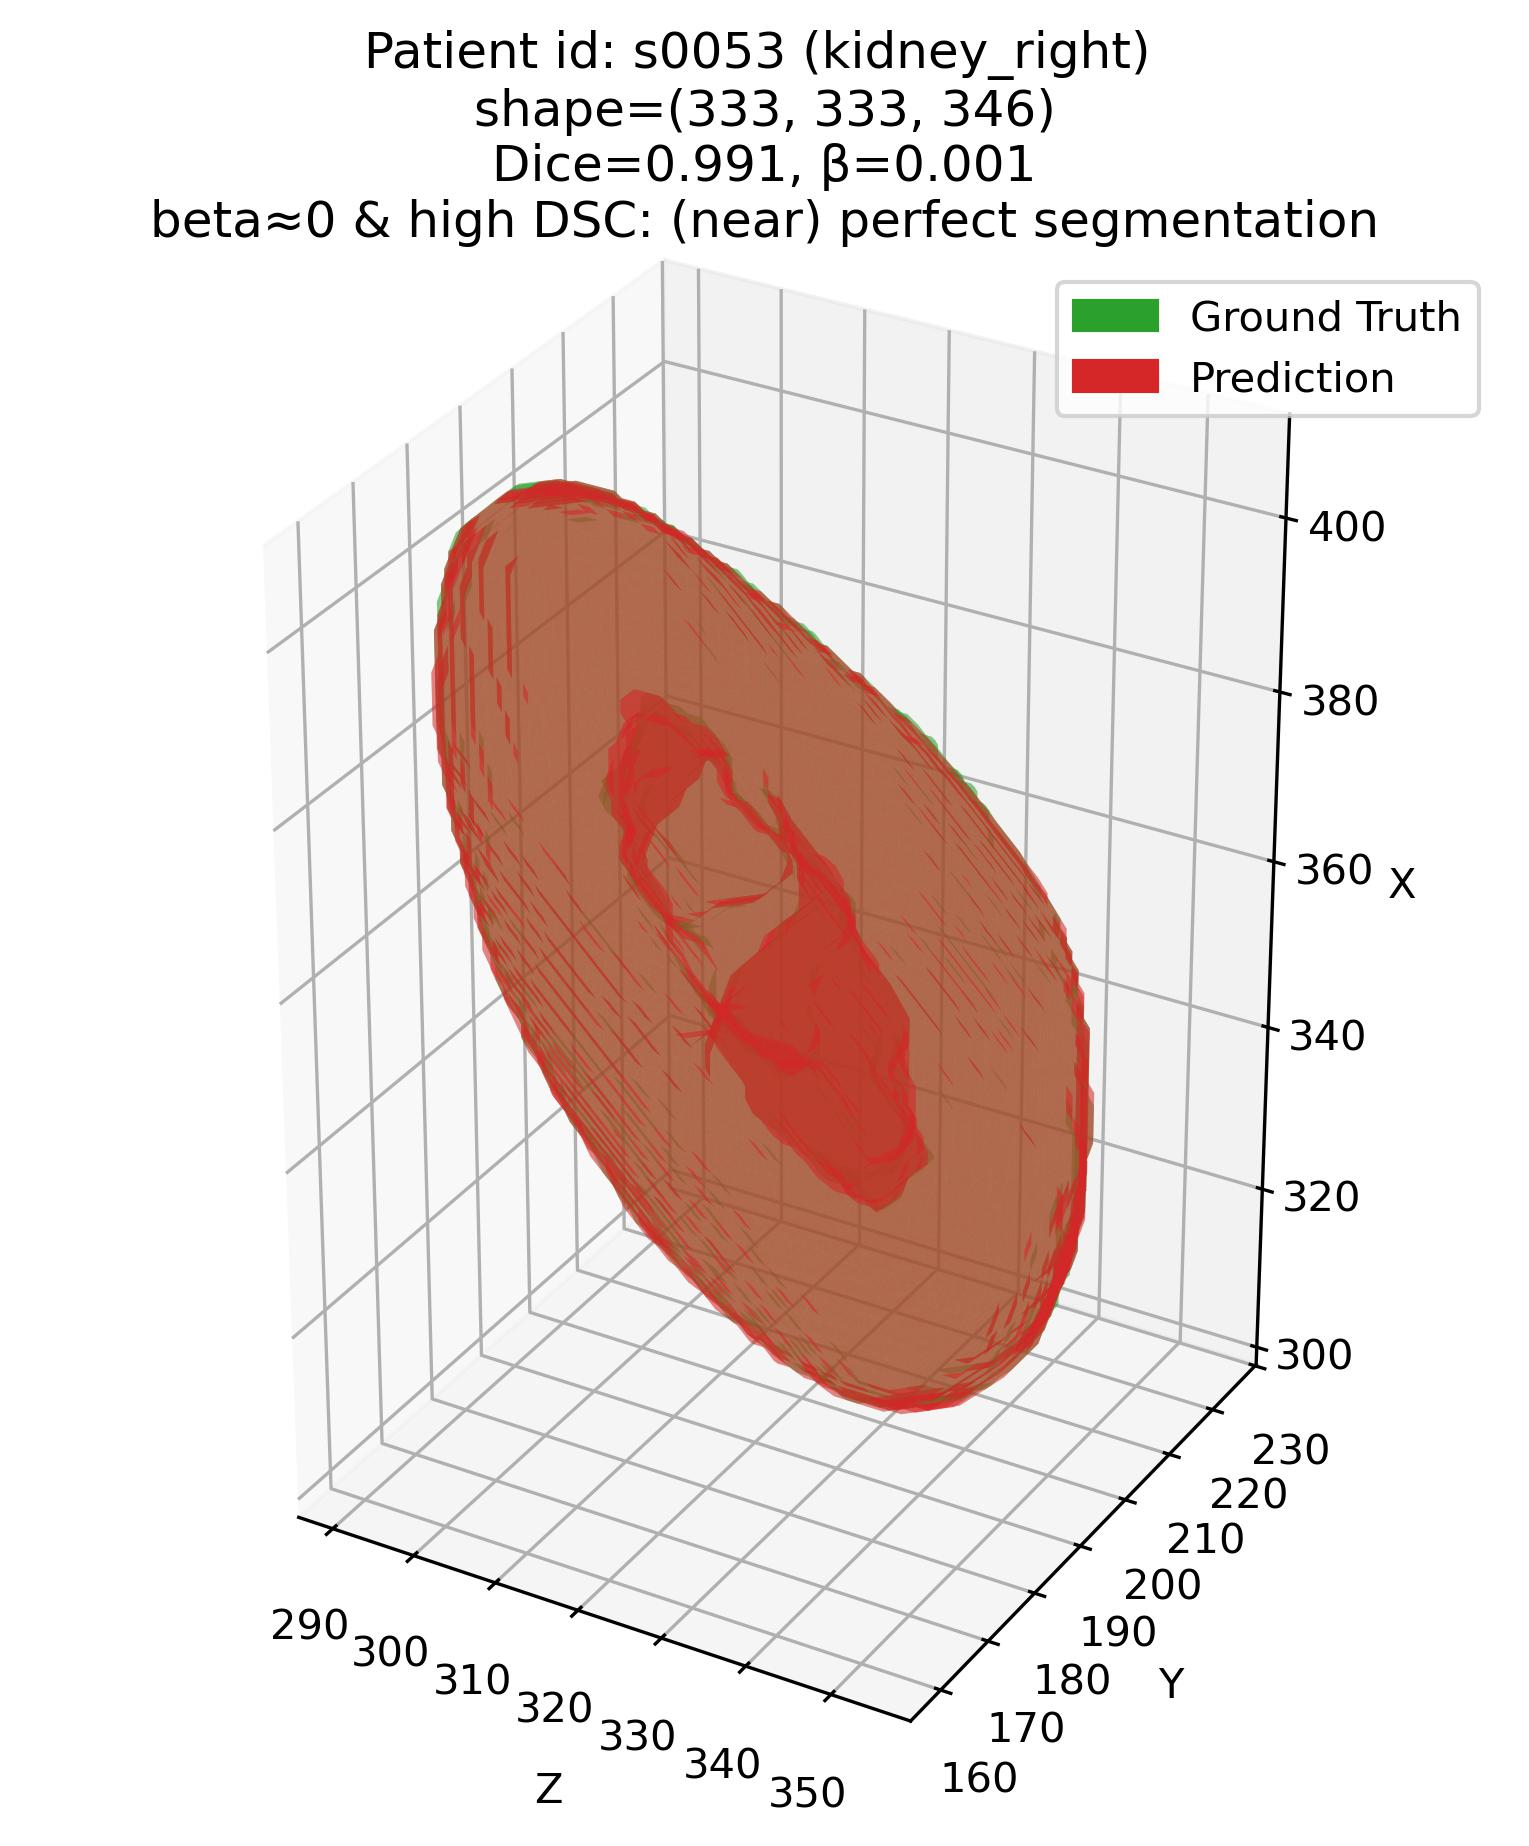 Patient id: s0053 (kidney_right)
shape=(333, 333, 346)
Dice=0.991, β=0.001
beta≈0 & high DSC: (near) perfect segmentation
Ground Truth
Prediction
400
380
360
X
340
320
300
230
220
210
200
190
180
Y
170
160
290
300
310
320
330
340
350
Z